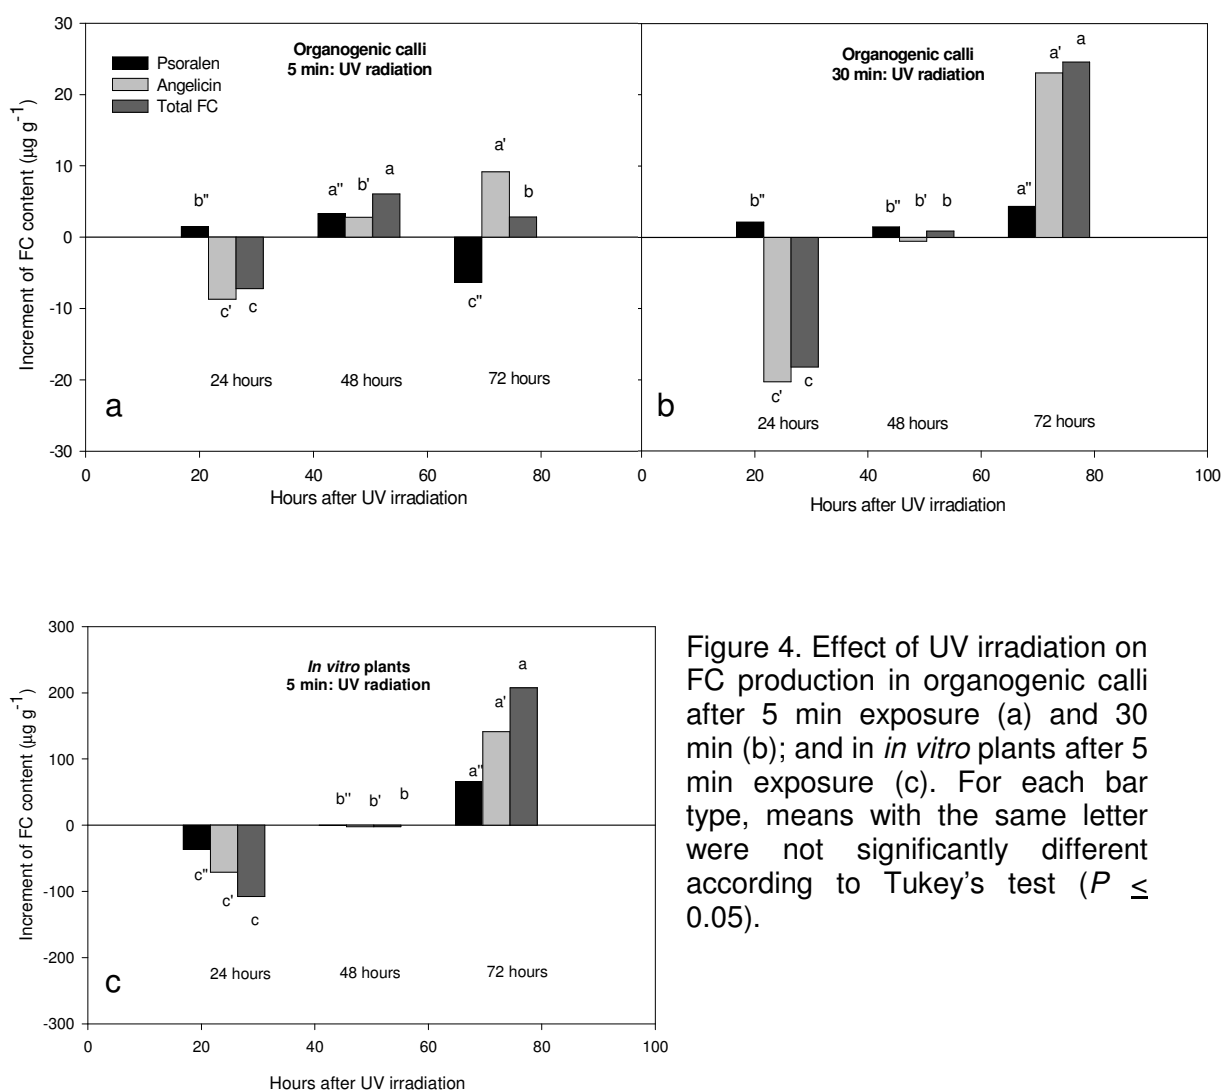 30
20
10
0
-10
-20
-30
Increment of FC content (µg g-1)
Psoralen
Angelicin
Total FC
Organogenic calli
5 min: UV radiation
b"
c'
c
a"
b'
a
c"
a'
b
24 hours
48 hours
72 hours
a
0
20
40
60
80
Hours after UV irradiation
Organogenic calli
30 min: UV radiation
b"
c'
c
b"
b'
b
a"
a'
a
24 hours
48 hours
72 hours
b
0
20
40
60
80
100
Hours after UV irradiation
300
200
100
0
-100
-200
-300
Increment of FC content (µg g-1)
In vitro plants
5 min: UV radiation
c"
c'
c
b"
b'
b
a"
a'
a
24 hours
48 hours
72 hours
c
0
20
40
60
80
100
Hours after UV irradiation
Figure 4. Effect of UV irradiation on
FC production in organogenic calli
after 5 min exposure (a) and 30
min (b); and in in vitro plants after 5
min exposure (c). For each bar
type, means with the same letter
were not significantly different
according to Tukey's test (P ≤
0.05).